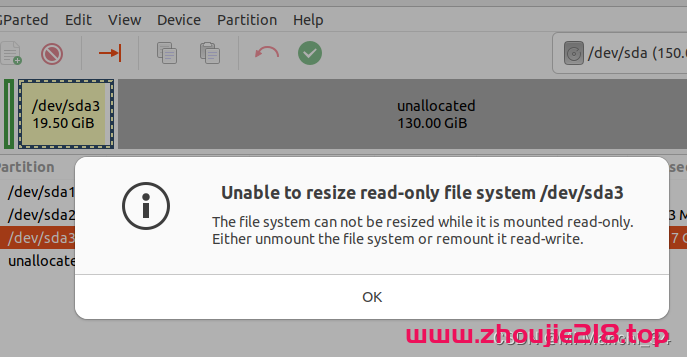 GParted Edit View Device Partition Help
/dev/sda (150.0
/dev/sda3
19.50 GiB
unallocated
130.00 GiB
Partition
/dev/sda1
/dev/sda2
/dev/sda3
unallocate
Unable to resize read-only file system /dev/sda3
The file system can not be resized while it is mounted read-only.
Either unmount the file system or remount it read-write.
OK
www.zhoujie218.top